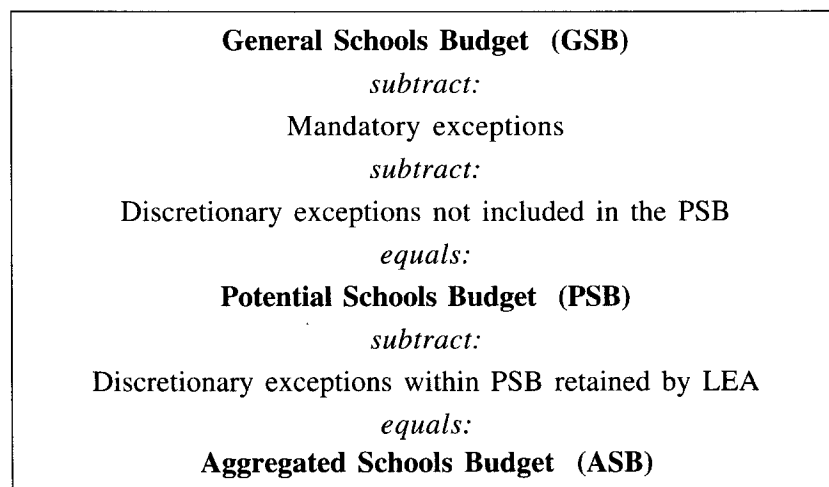 General Schools Budget (GSB)
subtract:
Mandatory exceptions
subtract:
Discretionary exceptions not included in the PSB
equals:
Potential Schools Budget (PSB)
subtract:
Discretionary exceptions within PSB retained by LEA
equals:
Aggregated Schools Budget (ASB)